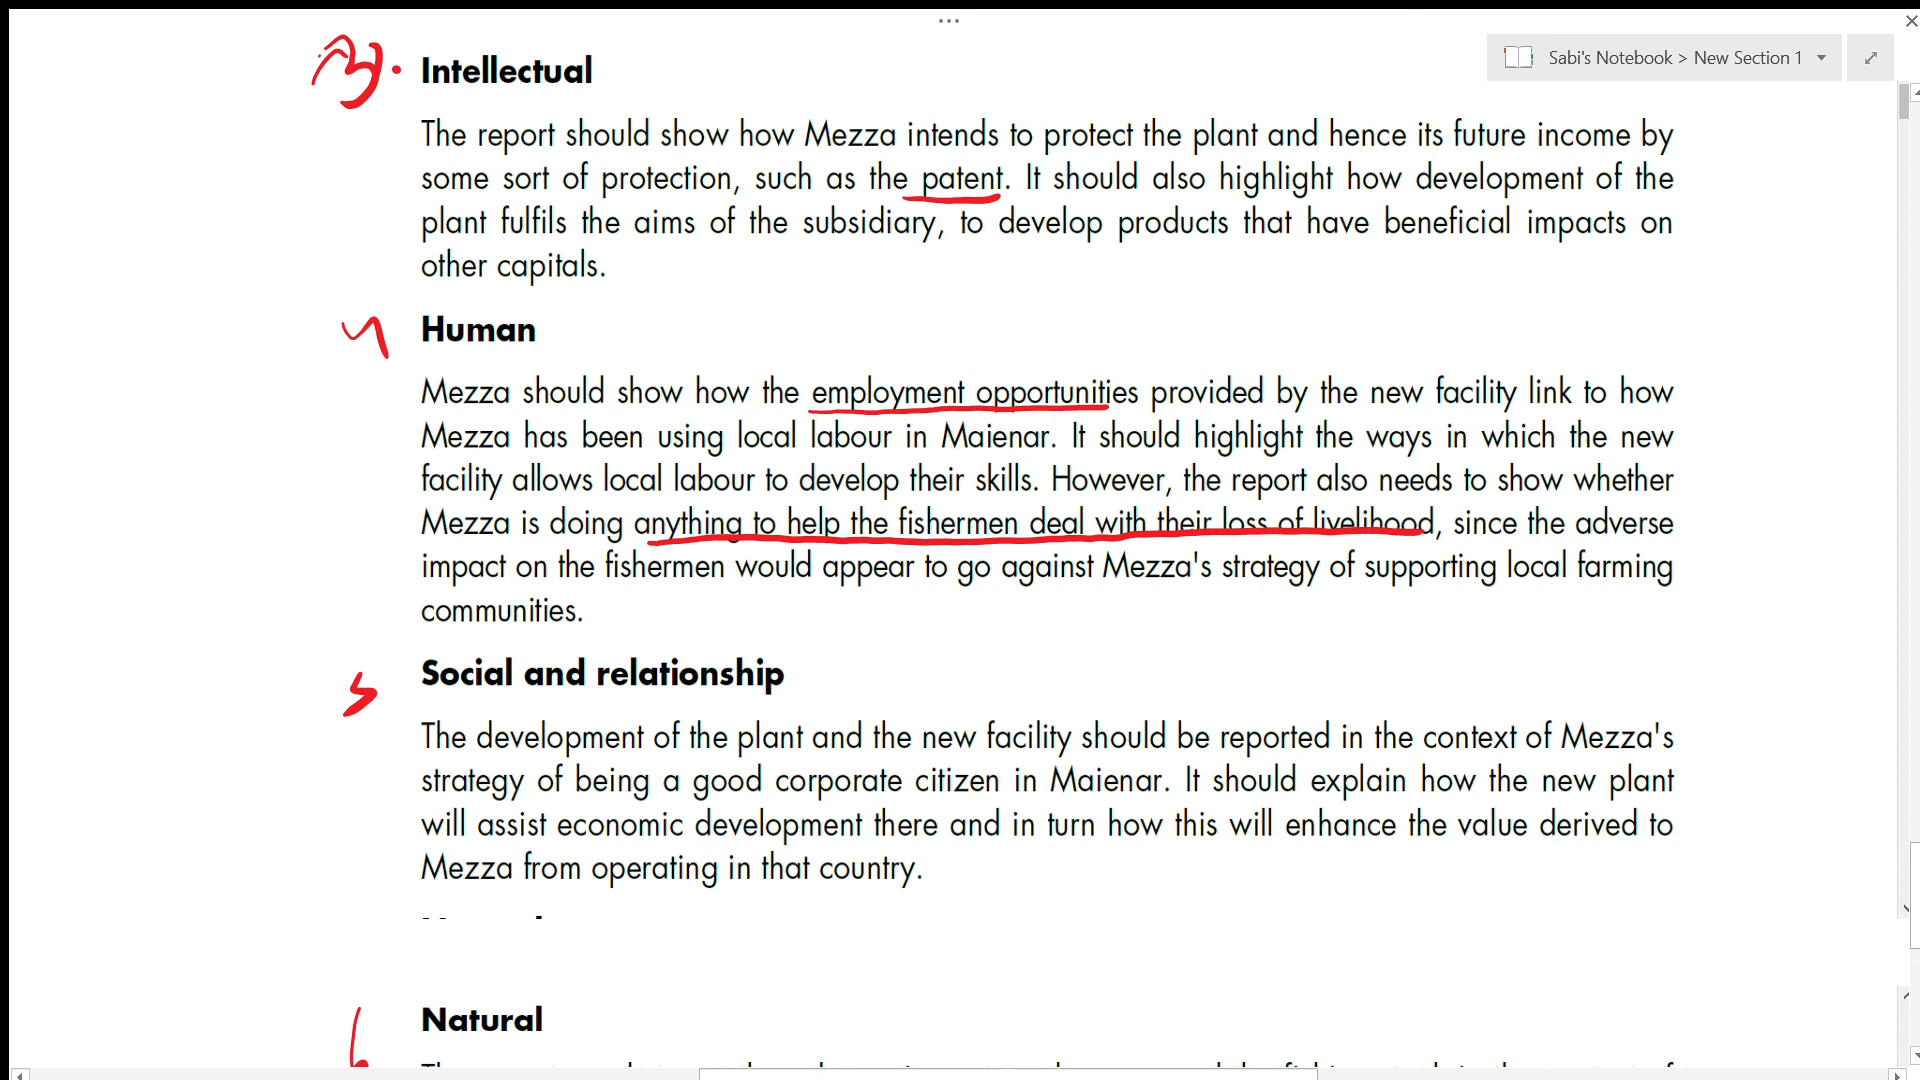 ...
Sabi's Notebook > New Section 1
3.
Intellectual
The report should show how Mezza intends to protect the plant and hence its future income by
some sort of protection, such as the patent. It should also highlight how development of the
plant fulfils the aims of the subsidiary, to develop products that have beneficial impacts on
other capitals.
4
Human
Mezza should show how the employment opportunities provided by the new facility link to how
Mezza has been using local labour in Maienar. It should highlight the ways in which the new
facility allows local labour to develop their skills. However, the report also needs to show whether
Mezza is doing anything to help the fishermen deal with their loss of livelihood, since the adverse
impact on the fishermen would appear to go against Mezza's strategy of supporting local farming
communities.
5
Social and relationship
The development of the plant and the new facility should be reported in the context of Mezza's
strategy of being a good corporate citizen in Maienar. It should explain how the new plant
will assist economic development there and in turn how this will enhance the value derived to
Mezza from operating in that country.
Natural